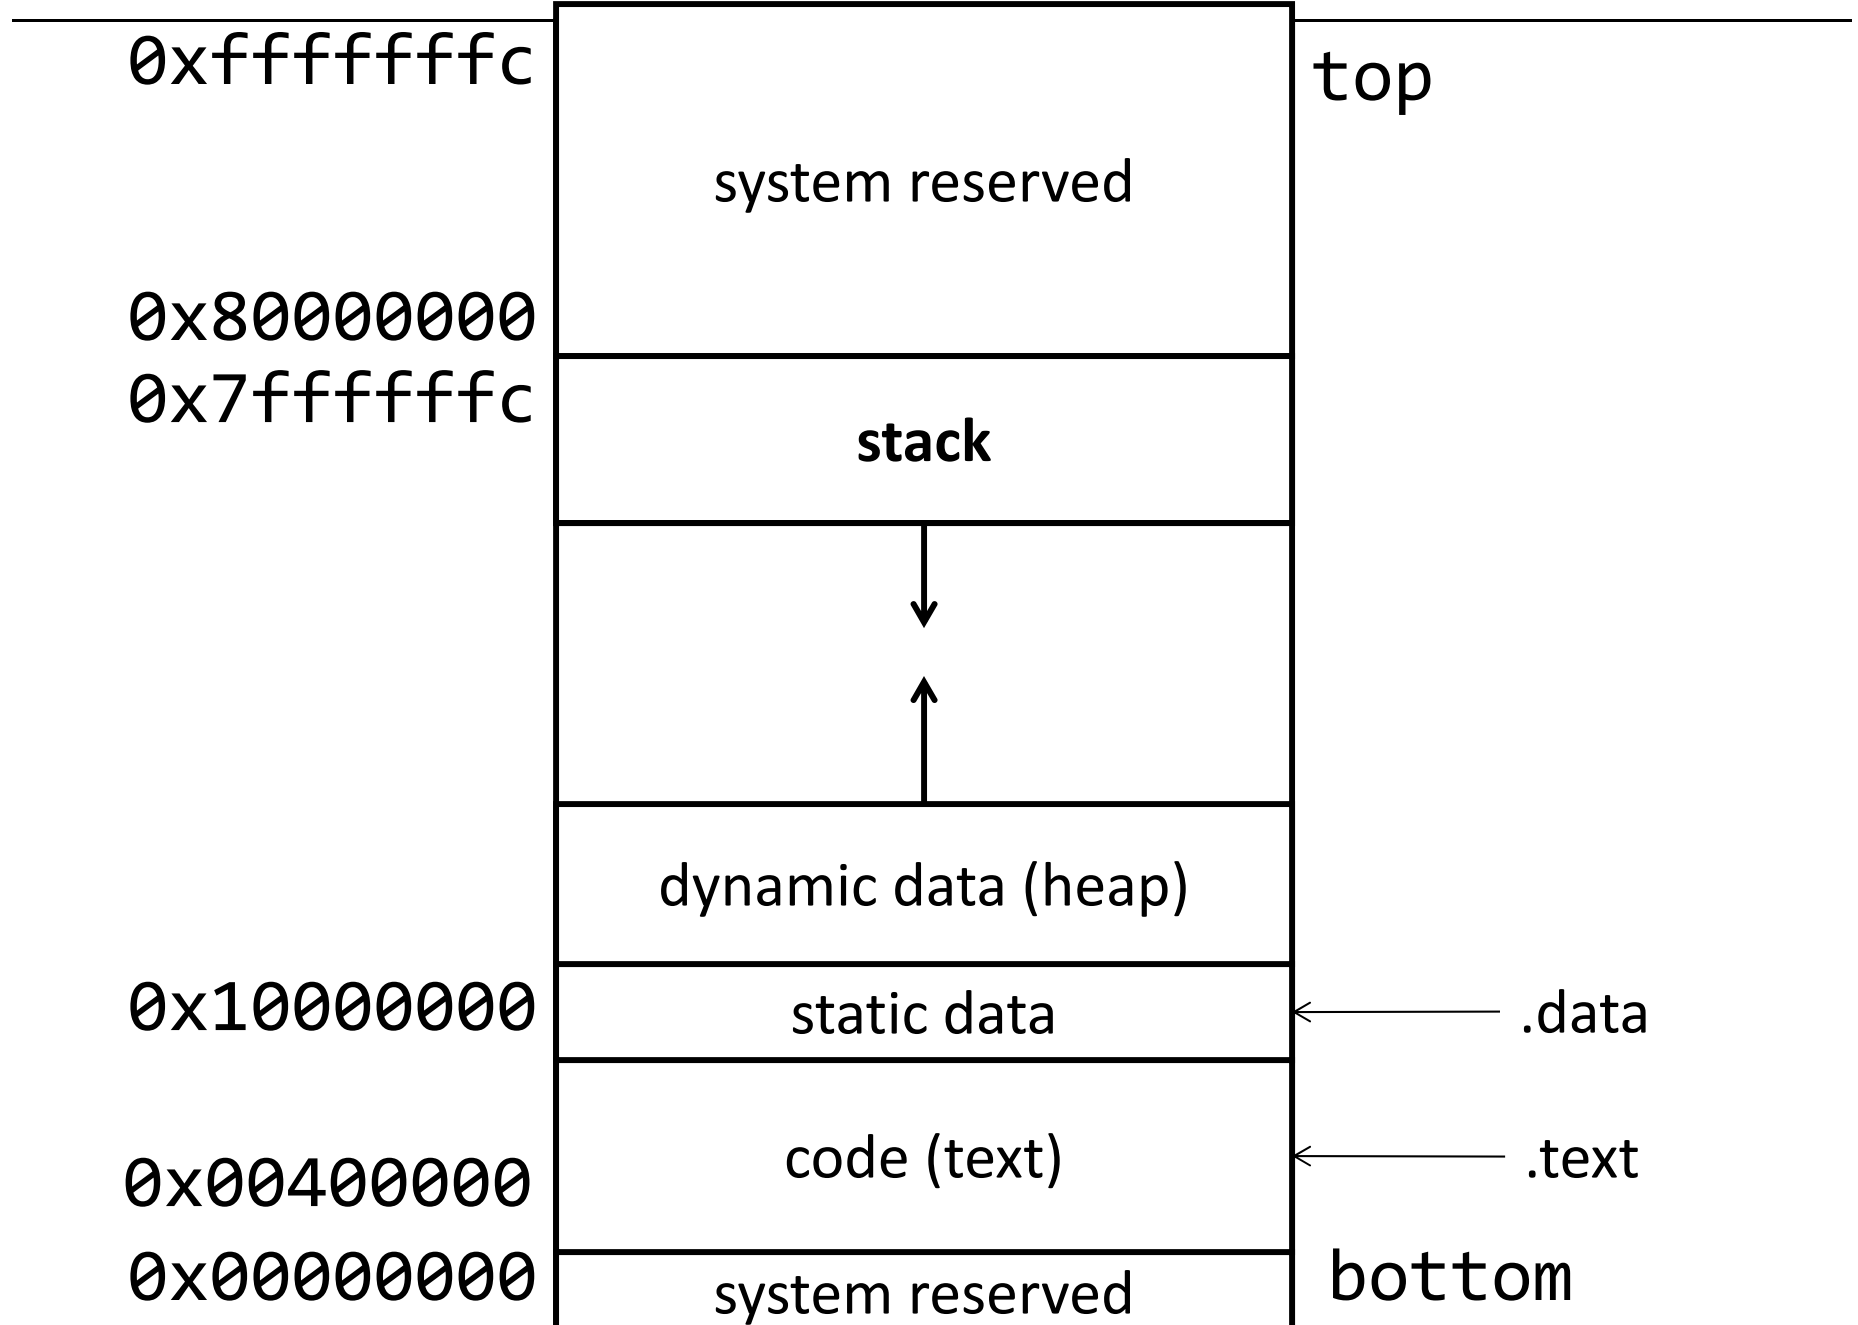 0xfffffffc
top
system reserved
0x80000000
0x7ffffffc
stack
dynamic data (heap)
0x10000000
static data
.data
code (text)
.text
0x00400000
0x00000000
bottom
system reserved